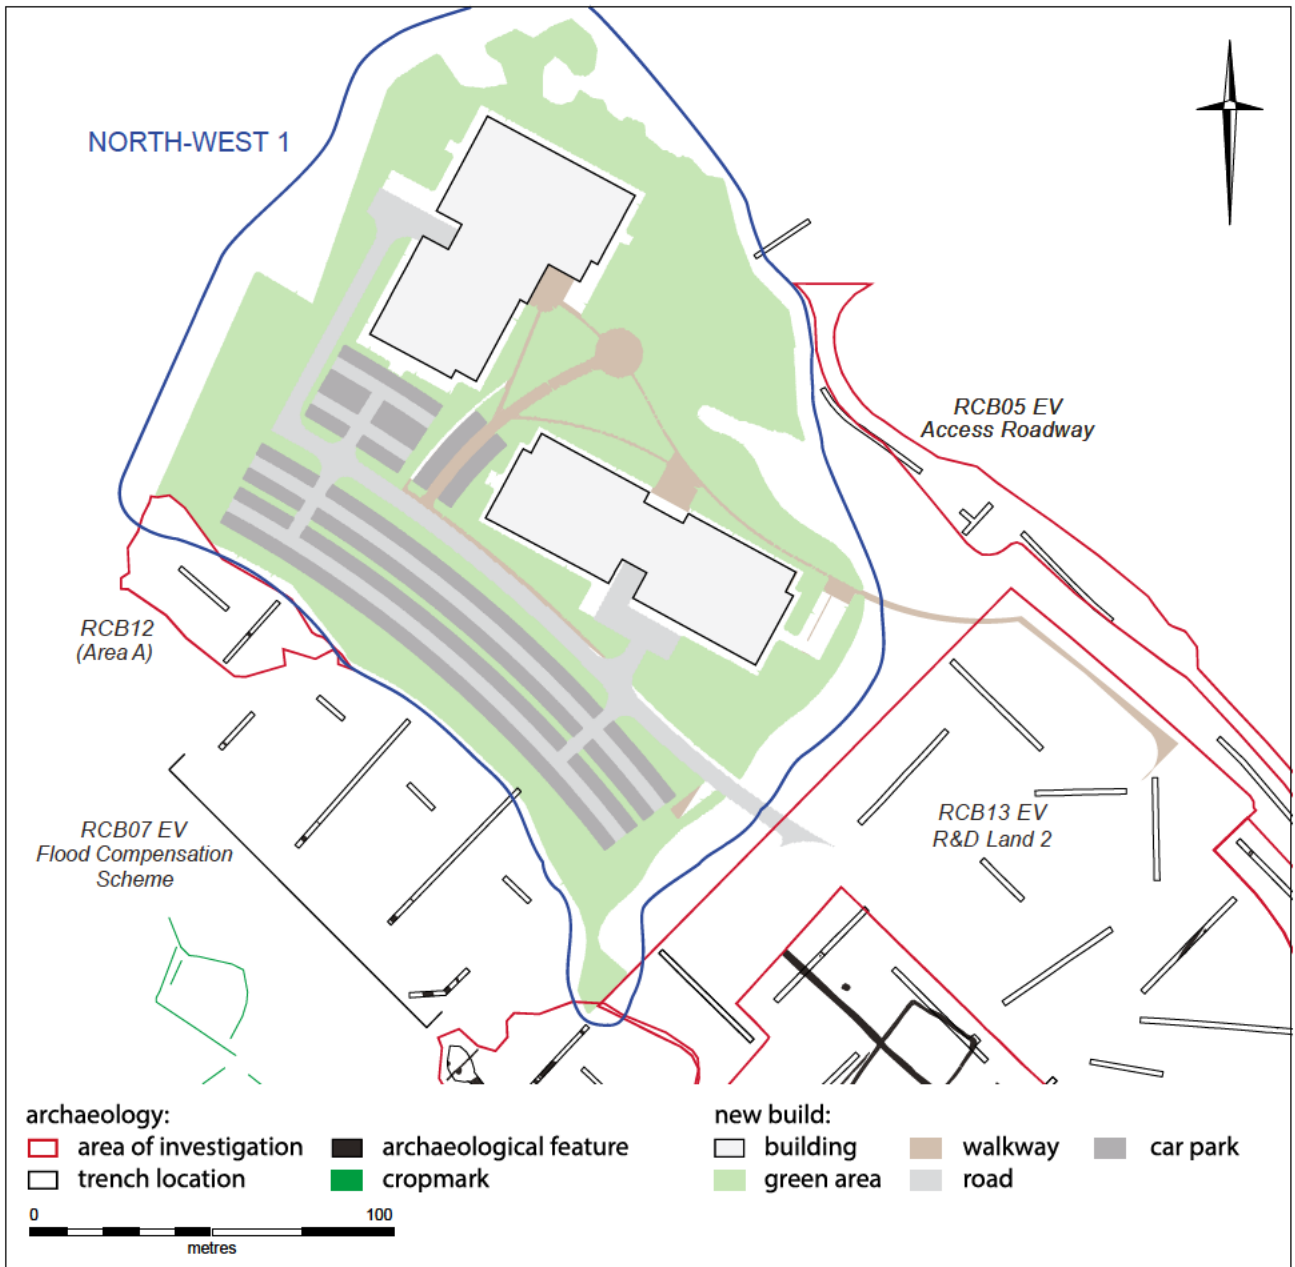 NORTH-WEST 1
RCB05 EV
Access Roadway
RCB12
(Area A)
RCB07 EV
Flood Compensation
Scheme
RCB13 EV
R&D Land 2
archaeology:
area of investigation
archaeological feature
trench location
cropmark
new build:
building
walkway
car park
green area
road
0 100
metres